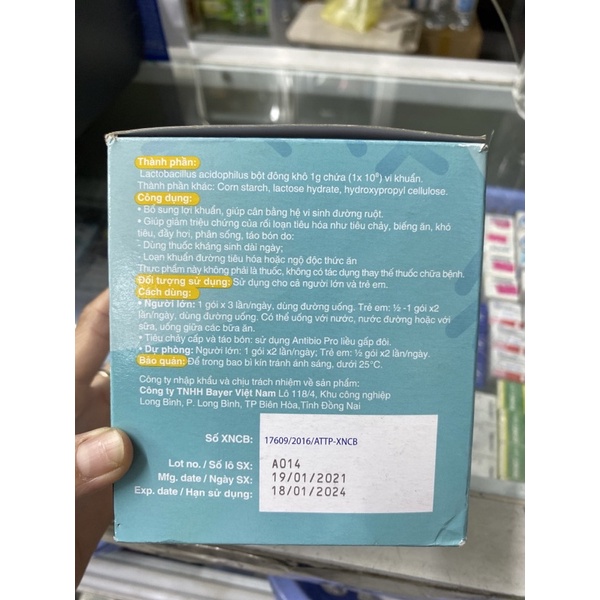 Thành phần:
Lactobacillus acidophilus bột đông khô 1g chứa (1x 10⁹) vi khuẩn.
Thành phần khác: Corn starch, lactose hydrate, hydroxypropyl cellulose.
Công dụng:
• Bổ sung lợi khuẩn, giúp cân bằng hệ vi sinh đường ruột.
• Giúp giảm triệu chứng của rối loạn tiêu hóa như tiêu chảy, biếng ăn, khó
tiêu, đầy hơi, phân sống, táo bón do:
- Dùng thuốc kháng sinh dài ngày;
- Loạn khuẩn đường tiêu hóa hoặc ngộ độc thức ăn
Thực phẩm này không phải là thuốc, không có tác dụng thay thế thuốc chữa bệnh.
Đối tượng sử dụng: Sử dụng cho cả người lớn và trẻ em.
Cách dùng:
• Người lớn: 1 gói x 3 lần/ngày, dùng đường uống. Trẻ em: ½ -1 gói x2
lần/ngày, dùng đường uống. Có thể uống với nước, nước đường hoặc với
sữa, uống giữa các bữa ăn.
• Tiêu chảy cấp và táo bón: sử dụng Antibio Pro liều gấp đôi.
• Dự phòng: Người lớn: 1 gói x2 lần/ngày; Trẻ em: ½ gói x2 lần/ngày.
Bảo quản: Để trong bao bì kín tránh ánh sáng, dưới 25°C.
Công ty nhập khẩu và chịu trách nhiệm về sản phẩm:
Công ty TNHH Bayer Việt Nam Lô 118/4, Khu công nghiệp
Long Bình, P. Long Bình, TP Biên Hòa,Tỉnh Đồng Nai
Số XNCB: 17609/2016/ATTP-XNCB
Lot no. / Số lô SX: A014
Mfg. date / Ngày SX: 19/01/2021
Exp. date / Hạn sử dụng: 18/01/2024